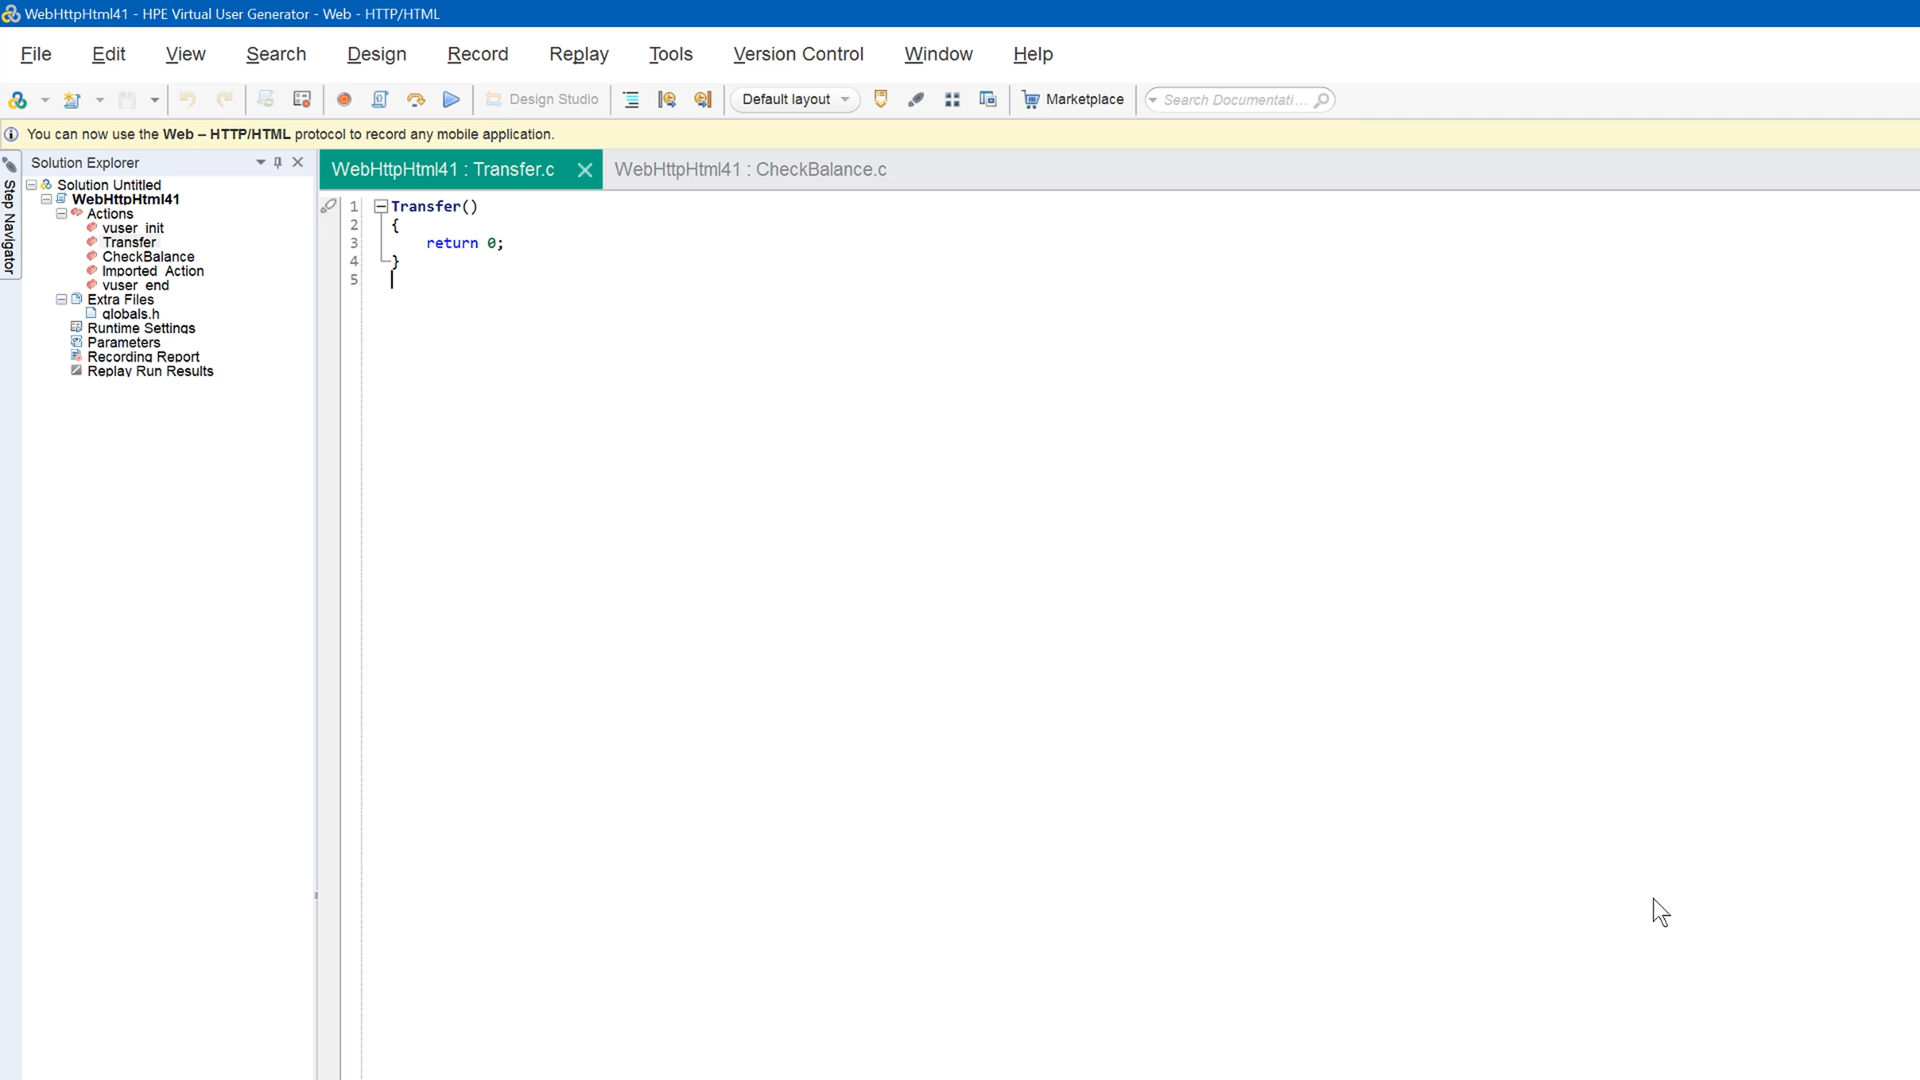 WebHttpHtml41 - HPE Virtual User Generator - Web - HTTP/HTML
File Edit View Search Design Record Replay Tools Version Control Window Help
Design Studio Default layout Marketplace Search Documentati...
You can now use the Web – HTTP/HTML protocol to record any mobile application.
Step Navigator
Solution Explorer
Solution Untitled
WebHttpHtml41
Actions
vuser_init
Transfer
CheckBalance
Imported_Action
vuser_end
Extra Files
globals.h
Runtime Settings
Parameters
Recording Report
Replay Run Results
WebHttpHtml41 : Transfer.c WebHttpHtml41 : CheckBalance.c
1 Transfer()
2 {
3 return 0;
4 }
5